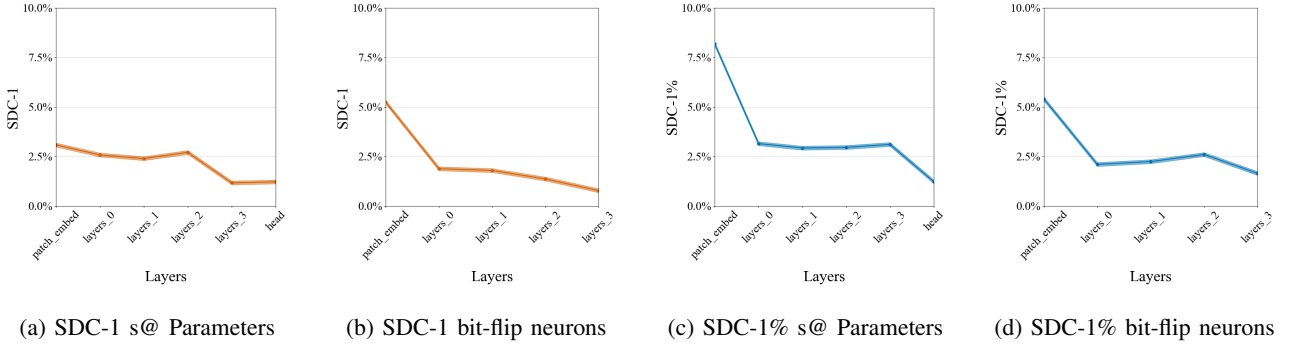 10.0%
7.5%
5.0%
2.5%
0.0%
SDC-1
patch_embed
layers_0
layers_1
layers_2
layers_3
head
Layers
(a) SDC-1 s@ Parameters
10.0%
7.5%
5.0%
2.5%
0.0%
SDC-1
patch_embed
layers_0
layers_1
layers_2
layers_3
Layers
(b) SDC-1 bit-flip neurons
10.0%
7.5%
5.0%
2.5%
0.0%
SDC-1%
patch_embed
layers_0
layers_1
layers_2
layers_3
head
Layers
(c) SDC-1% s@ Parameters
10.0%
7.5%
5.0%
2.5%
0.0%
SDC-1%
patch_embed
layers_0
layers_1
layers_2
layers_3
Layers
(d) SDC-1% bit-flip neurons